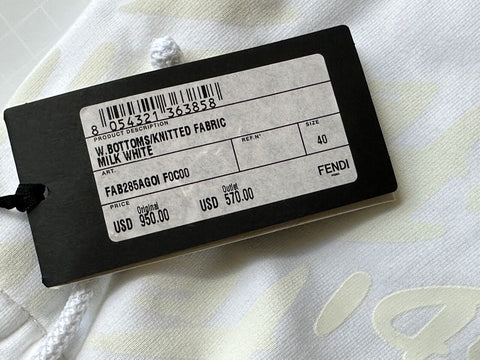 8 054321 363858
PRODUCT DESCRIPTION
W.BOTTOMS/KNITTED FABRIC
MILK WHITE
ART. REF.N° SIZE
FAB285AGOI F0C00 40
PRICE
Original Outlet
USD 950.00 USD 570.00
FENDI